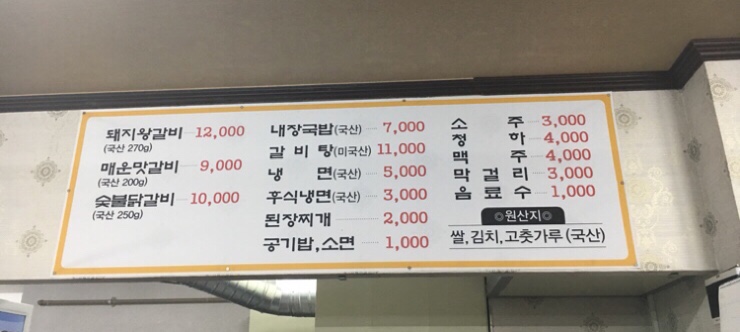 돼지왕갈비 12,000
(국산 270g)
매운맛갈비 9,000
(국산 200g)
숯불닭갈비 10,000
(국산 250g)
내장국밥(국산) 7,000
갈비탕(미국산) 11,000
냉면(국산) 5,000
후식냉면(국산) 3,000
된장찌개 2,000
공기밥,소면 1,000
소주 3,000
청하 4,000
맥주 4,000
막걸리 3,000
음료수 1,000
◎원산지◎
쌀,김치,고춧가루(국산)